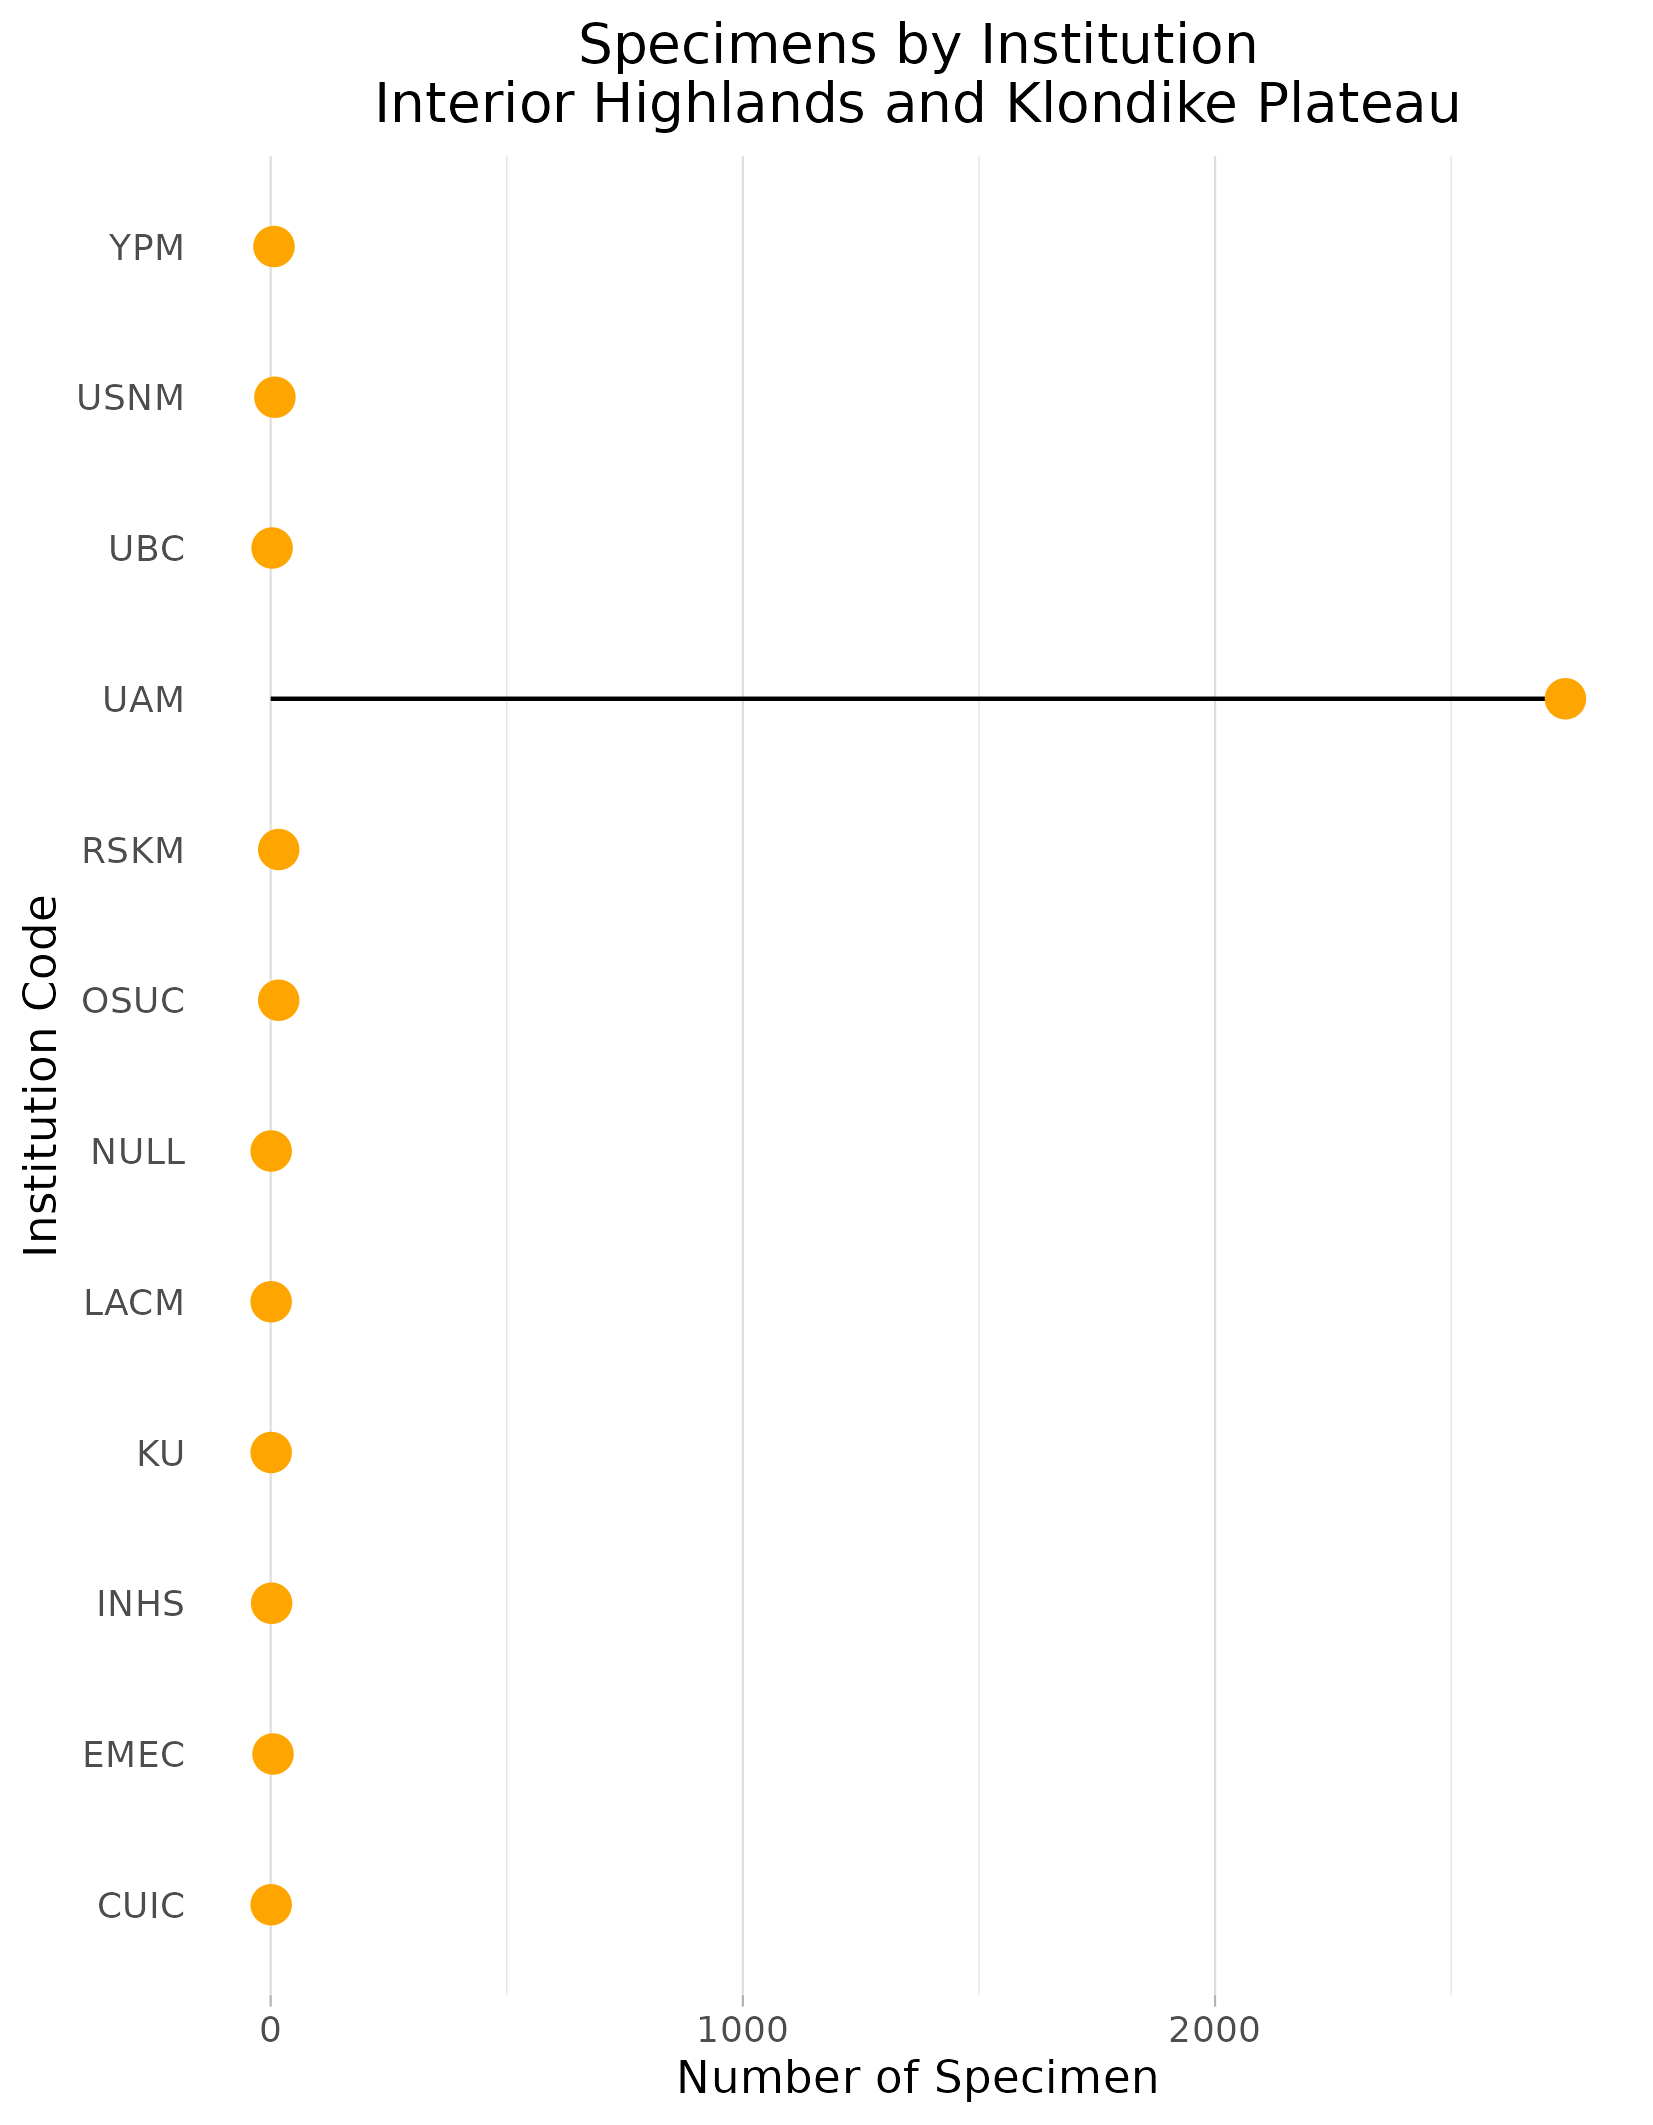 Specimens by Institution
Interior Highlands and Klondike Plateau
YPM
USNM
UBC
UAM
RSKM
OSUC
NULL
LACM
KU
INHS
EMEC
CUIC
Institution Code
0 1000 2000
Number of Specimen